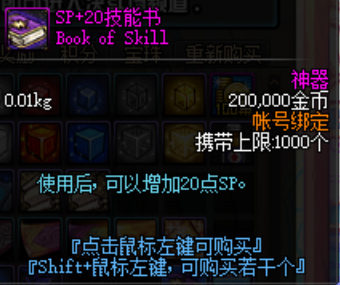 SP+20技能书
Book of Skill
重新购买
神器
0.01kg
200,000金币
帐号绑定
携带上限:1000个
使用后, 可以增加20点SP。
『点击鼠标左键可购买』
『Shift+鼠标左键, 可购买若干个』